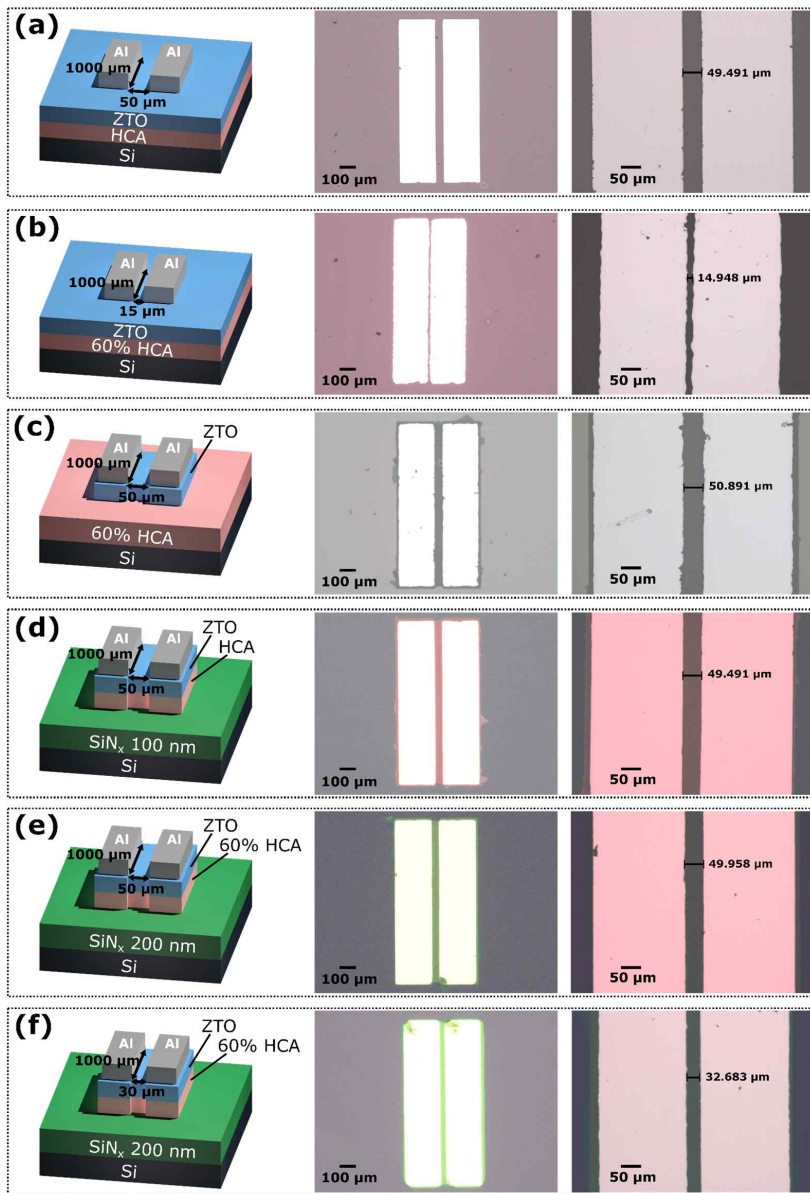 (a)
Al Al
1000 µm
50 µm
ZTO
HCA
Si
100 µm
49.491 µm
50 µm
(b)
Al Al
1000 µm
15 µm
ZTO
60% HCA
Si
100 µm
14.948 µm
50 µm
(c)
Al Al
ZTO
1000 µm
50 µm
60% HCA
Si
100 µm
50.891 µm
50 µm
(d)
Al Al
ZTO
HCA
1000 µm
50 µm
SiNₓ 100 nm
Si
100 µm
49.491 µm
50 µm
(e)
Al Al
ZTO
60% HCA
1000 µm
50 µm
SiNₓ 200 nm
Si
100 µm
49.958 µm
50 µm
(f)
Al Al
ZTO
60% HCA
1000 µm
30 µm
SiNₓ 200 nm
Si
100 µm
32.683 µm
50 µm